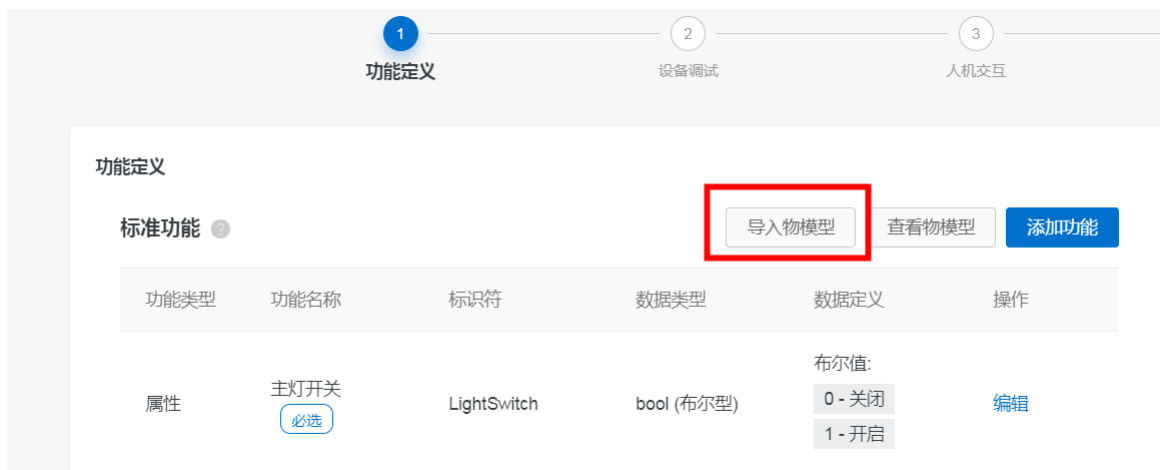 1 2 3
功能定义 设备调试 人机交互
功能定义
标准功能 ? 导入物模型 查看物模型 添加功能
功能类型 功能名称 标识符 数据类型 数据定义 操作
属性 主灯开关 必选 LightSwitch bool (布尔型) 布尔值: 编辑
0 - 关闭
1 - 开启